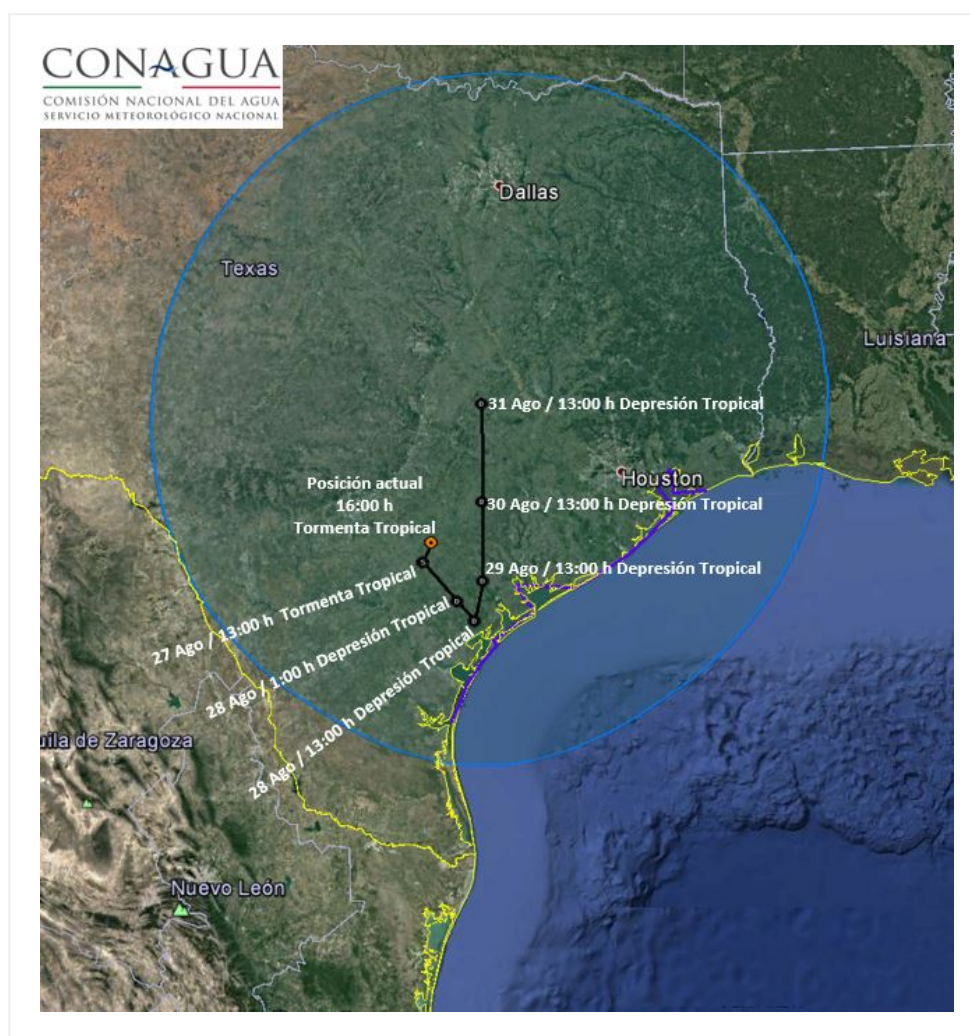 CONAGUA
COMISIÓN NACIONAL DEL AGUA
SERVICIO METEOROLÓGICO NACIONAL
Dallas
Texas
Luisiana
31 Ago / 13:00 h Depresión Tropical
Houston
Posición actual
16:00 h
Tormenta Tropical
30 Ago / 13:00 h Depresión Tropical
29 Ago / 13:00 h Depresión Tropical
27 Ago / 13:00 h Tormenta Tropical
28 Ago / 1:00 h Depresión Tropical
28 Ago / 13:00 h Depresión Tropical
uila de Zaragoza
Nuevo León